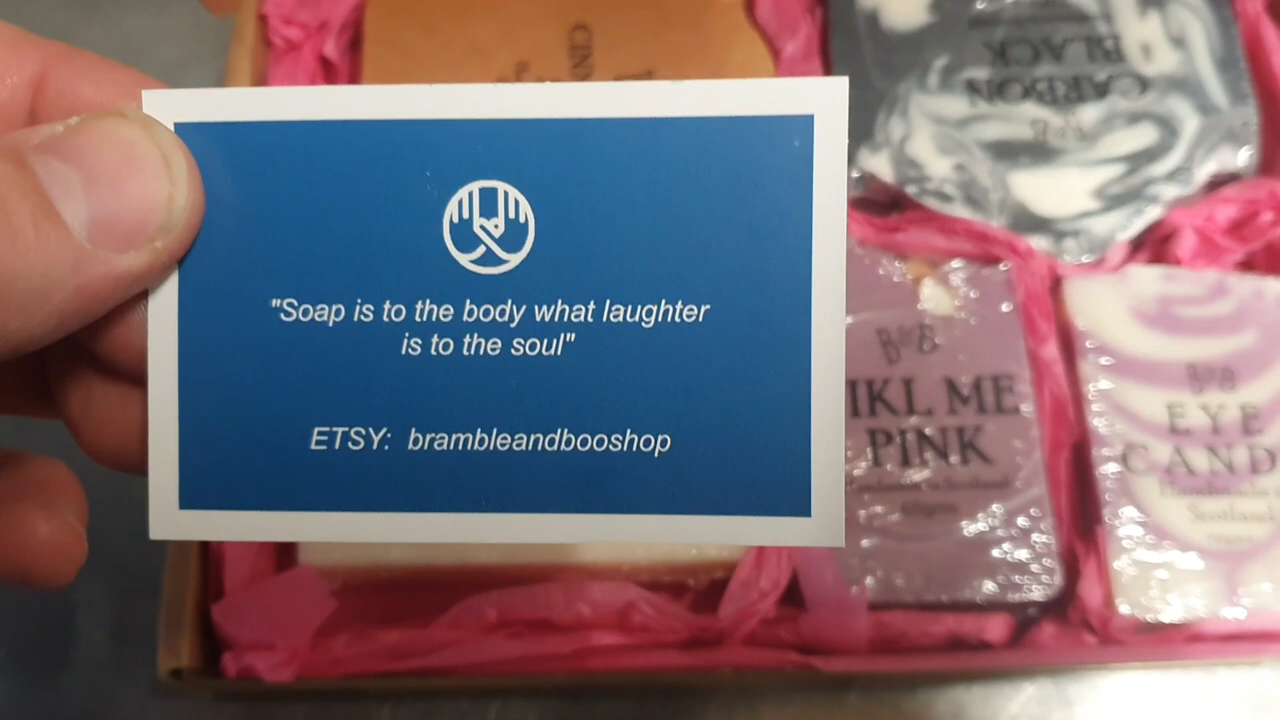 "Soap is to the body what laughter
is to the soul"
ETSY: brambleandbooshop
CARBON
BLACK
B&B
IKL ME
PINK
B&B
EYE
CAND
Scotland